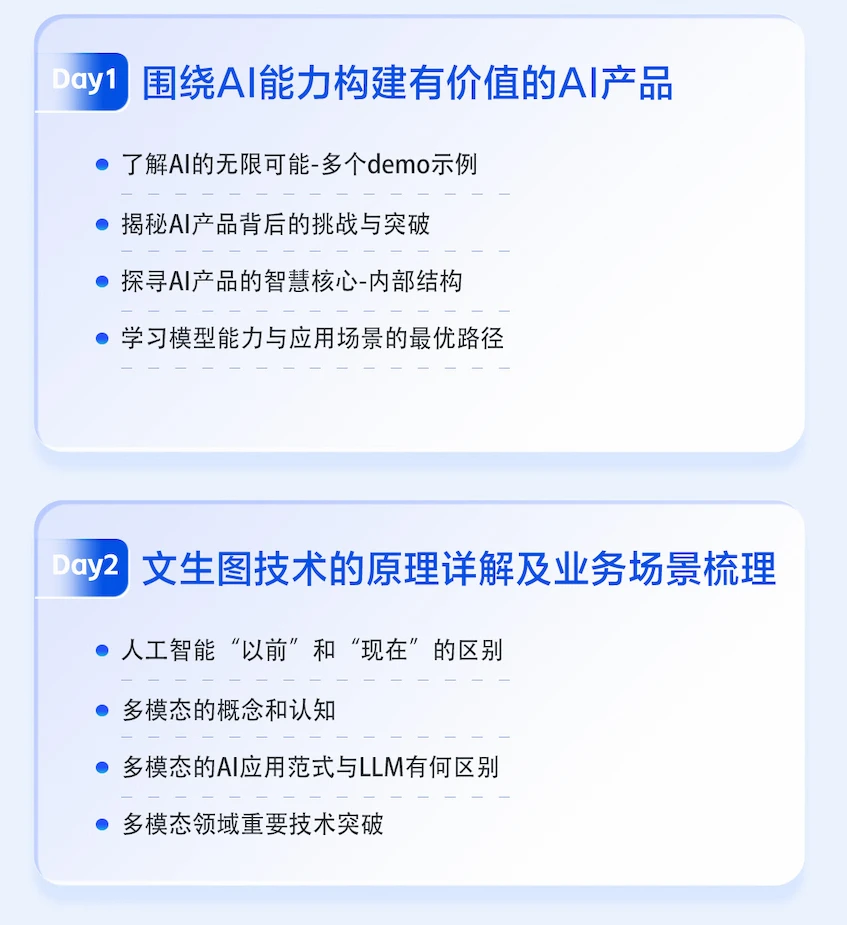 Day1 围绕AI能力构建有价值的AI产品
了解AI的无限可能-多个demo示例
揭秘AI产品背后的挑战与突破
探寻AI产品的智慧核心-内部结构
学习模型能力与应用场景的最优路径
Day2 文生图技术的原理详解及业务场景梳理
人工智能“以前”和“现在”的区别
多模态的概念和认知
多模态的AI应用范式与LLM有何区别
多模态领域重要技术突破